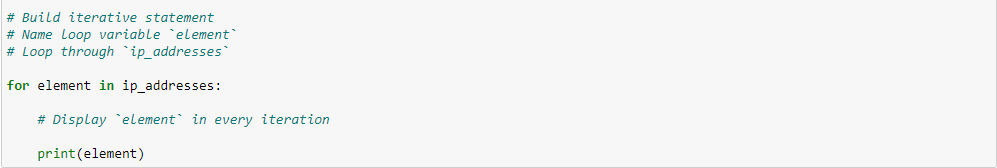 # Build iterative statement
# Name loop variable `element`
# Loop through `ip_addresses`
for element in ip_addresses:
# Display `element` in every iteration
print(element)